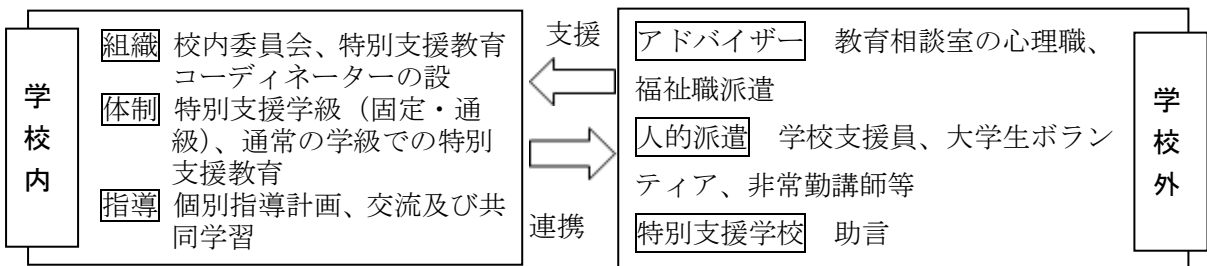 学校内
組織 校内委員会、特別支援教育
コーディネーターの設
体制 特別支援学級（固定・通
級）、通常の学級での特別
支援教育
指導 個別指導計画、交流及び共
同学習
支援
連携
アドバイザー 教育相談室の心理職、
福祉職派遣
人的派遣 学校支援員、大学生ボラン
ティア、非常勤講師等
特別支援学校 助言
学校外